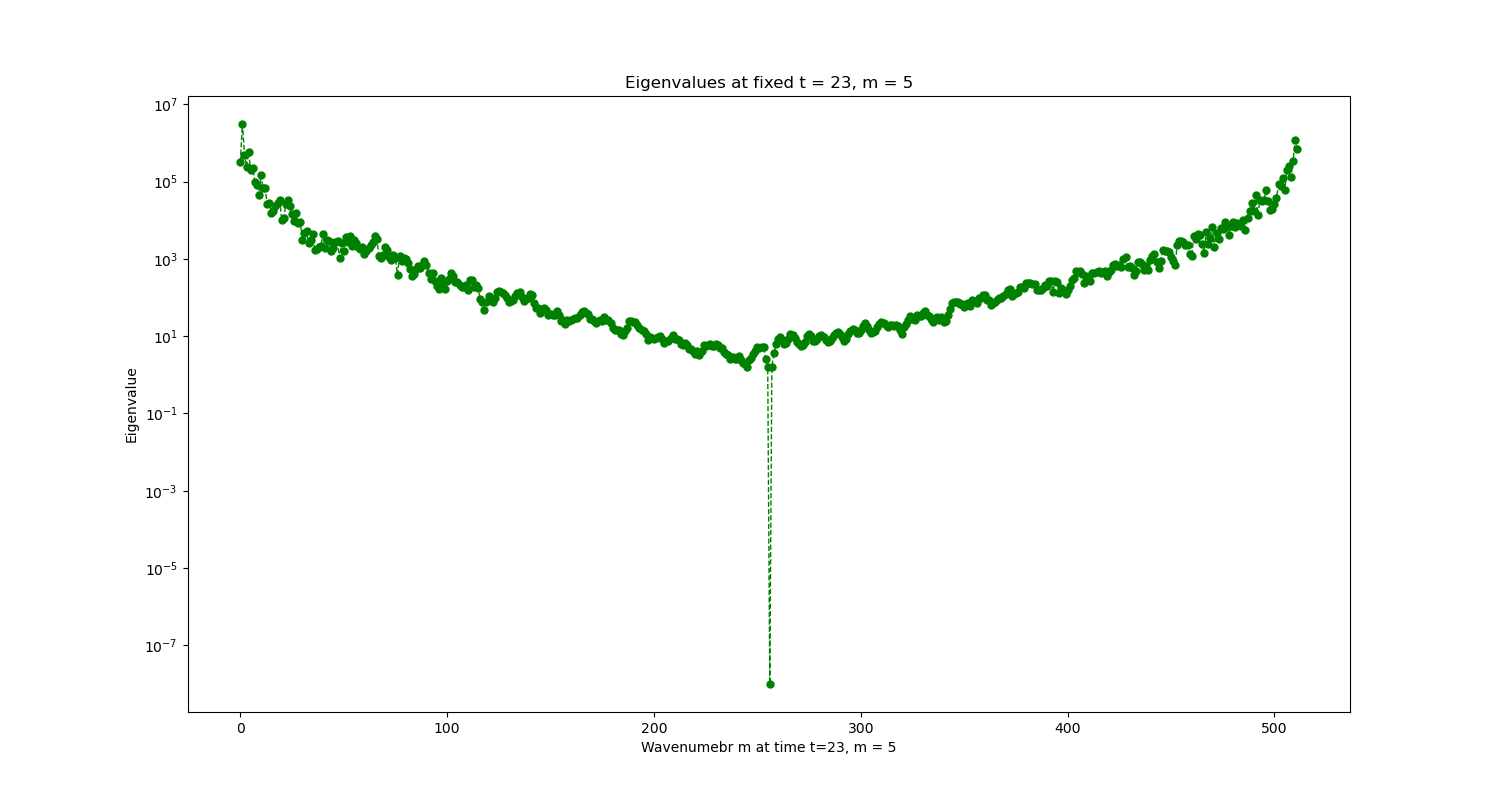 Eigenvalues at fixed t = 23, m = 5
10^7
10^5
10^3
10^1
10^-1
10^-3
10^-5
10^-7
Eigenvalue
0 100 200 300 400 500
Wavenumebr m at time t=23, m = 5